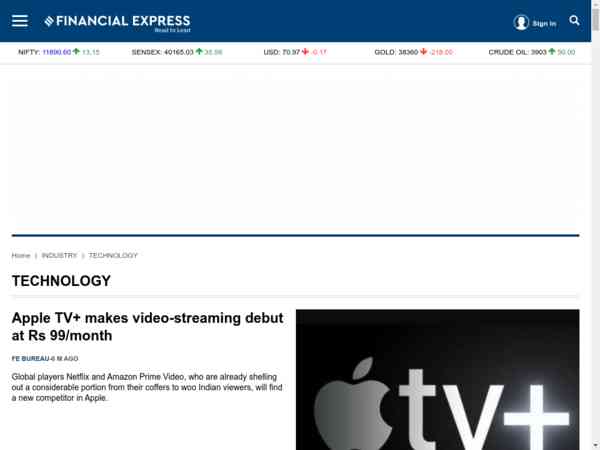 FINANCIAL EXPRESS
Read to Lead
Sign In
NIFTY: 11890.60 13.15 SENSEX: 40165.03 35.98 USD: 70.97 -0.17 GOLD: 38360 -218.00 CRUDE OIL: 3903 50.00
Home | INDUSTRY | TECHNOLOGY
TECHNOLOGY
Apple TV+ makes video-streaming debut
at Rs 99/month
FE BUREAU-6 M AGO
Global players Netflix and Amazon Prime Video, who are already shelling
out a considerable portion from their coffers to woo Indian viewers, will find
a new competitor in Apple.
tv+